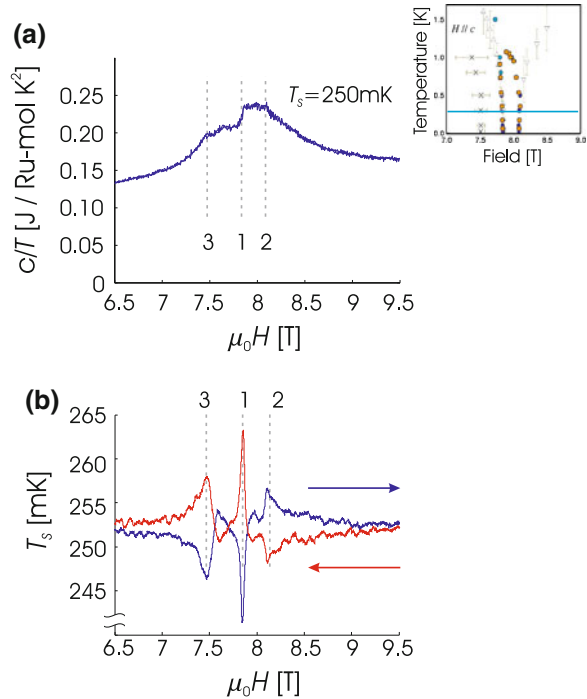 (a)
c/T [J / Ru-mol K²]
0.25
0.20
0.15
0.10
0.05
0
T_s=250mK
3 1 2
6.5 7 7.5 8 8.5 9 9.5
μ₀H [T]
Temperature [K]
1.5
1.0
0.5
0.0
H // c
7.0 7.5 8.0 8.5 9.0
Field [T]
(b)
3 1 2
T_s [mK]
265
260
255
250
245
6.5 7 7.5 8 8.5 9 9.5
μ₀H [T]